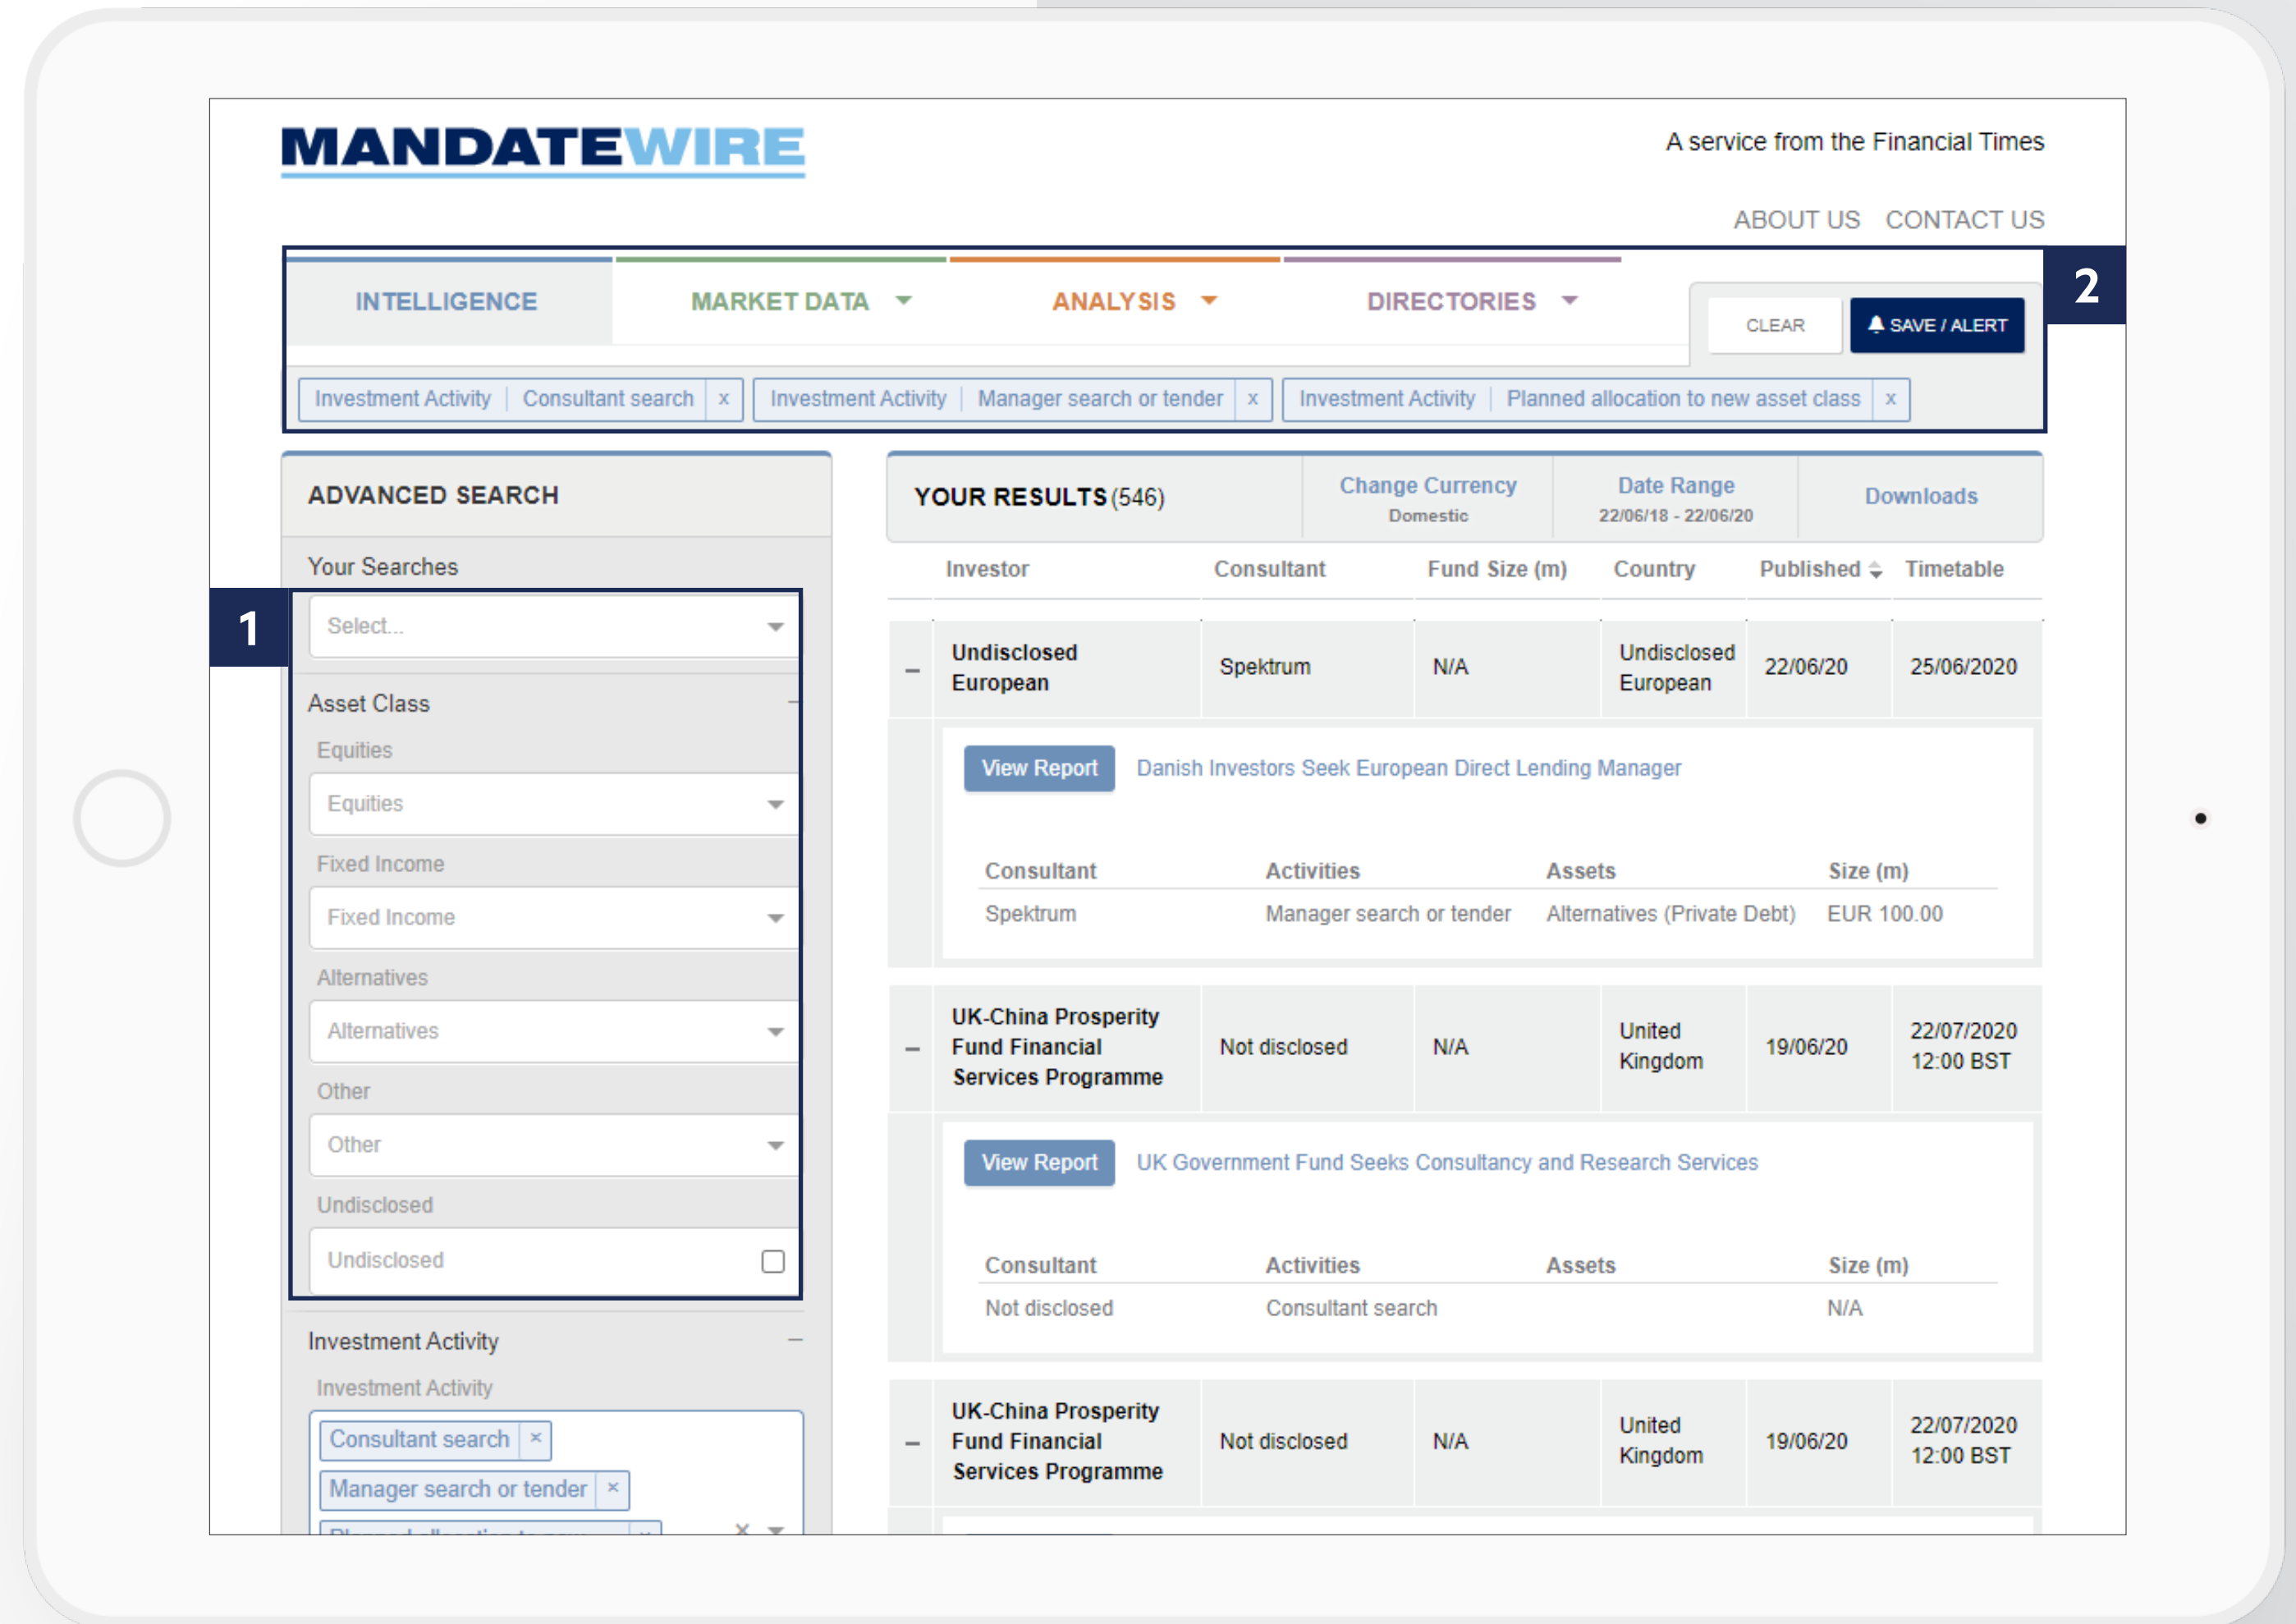 MANDATEWIRE
A service from the Financial Times
ABOUT US CONTACT US
INTELLIGENCE MARKET DATA ANALYSIS DIRECTORIES
CLEAR SAVE / ALERT
2
Investment Activity Consultant search x Investment Activity Manager search or tender x Investment Activity Planned allocation to new asset class x
ADVANCED SEARCH
Your Searches
1
Select...
Asset Class
Equities
Equities
Fixed Income
Fixed Income
Alternatives
Alternatives
Other
Other
Undisclosed
Undisclosed
Investment Activity
Investment Activity
Consultant search ×
Manager search or tender ×
Planned allocation to new
YOUR RESULTS (546)
Change Currency
Domestic
Date Range
22/06/18 - 22/06/20
Downloads
Investor Consultant Fund Size (m) Country Published Timetable
Undisclosed
European
Spektrum
N/A
Undisclosed
European
22/06/20
25/06/2020
View Report Danish Investors Seek European Direct Lending Manager
Consultant Activities Assets Size (m)
Spektrum Manager search or tender Alternatives (Private Debt) EUR 100.00
UK-China Prosperity
Fund Financial
Services Programme
Not disclosed
N/A
United
Kingdom
19/06/20
22/07/2020
12:00 BST
View Report UK Government Fund Seeks Consultancy and Research Services
Consultant Activities Assets Size (m)
Not disclosed Consultant search N/A
UK-China Prosperity
Fund Financial
Services Programme
Not disclosed
N/A
United
Kingdom
19/06/20
22/07/2020
12:00 BST